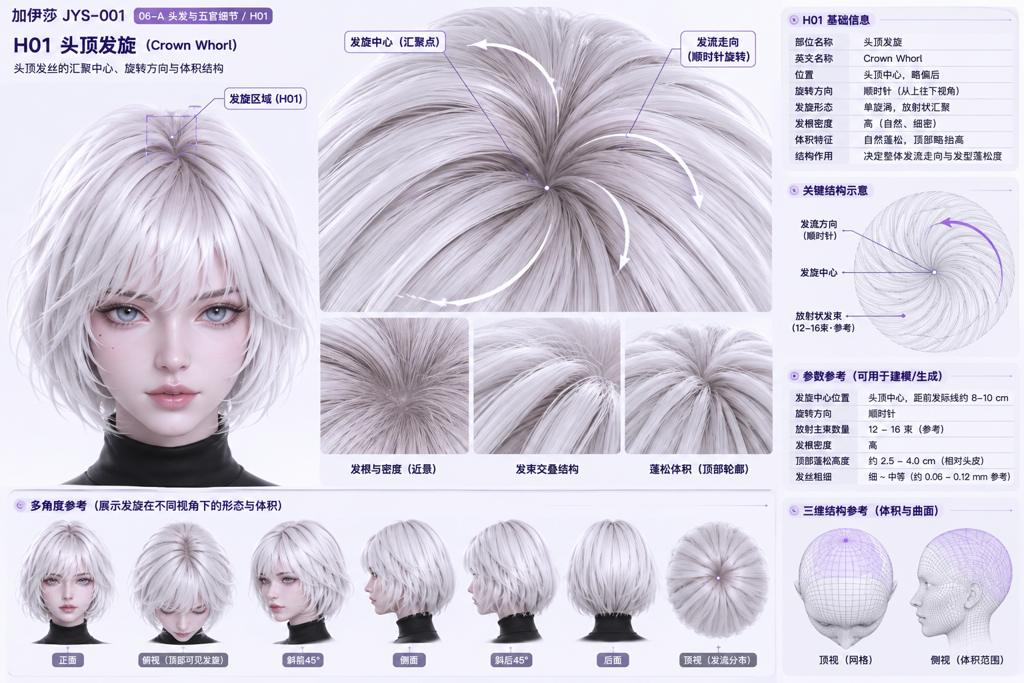 加伊莎 JYS-001
06-A 头发与五官细节 / H01
H01 头顶发旋 (Crown Whorl)
头顶发丝的汇聚中心、旋转方向与体积结构
发旋区域 (H01)
发旋中心（汇聚点）
发流走向
(顺时针旋转)
发根与密度（近景）
发束交叠结构
蓬松体积（顶部轮廓）
H01 基础信息
部位名称 头顶发旋
英文名称 Crown Whorl
位置 头顶中心，略偏后
旋转方向 顺时针（从上往下视角）
发旋形态 单旋涡，放射状汇聚
发根密度 高（自然、细密）
体积特征 自然蓬松，顶部略抬高
结构作用 决定整体发流走向与发型蓬松度
关键结构示意
发流方向
(顺时针)
发旋中心
放射状发束
(12-16束·参考)
参数参考（可用于建模/生成）
发旋中心位置 头顶中心，距前发际线约 8-10 cm
旋转方向 顺时针
放射主束数量 12 - 16 束（参考）
发根密度 高
顶部蓬松高度 约 2.5 - 4.0 cm（相对头皮）
发丝粗细 细 ~ 中等（约 0.06 - 0.12 mm 参考）
多角度参考（展示发旋在不同视角下的形态与体积）
正面
俯视（顶部可见发旋）
斜前45°
侧面
斜后45°
后面
顶视（发流分布）
三维结构参考（体积与曲面）
顶视（网格）
侧视（体积范围）